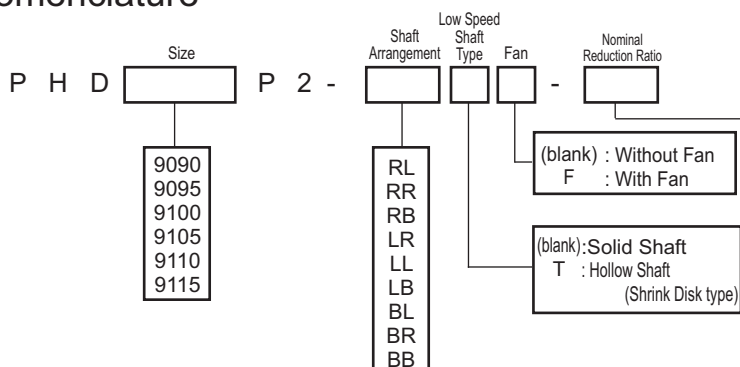 Low Speed
Shaft Shaft Nominal
Size Arrangement Type Fan Reduction Ratio
P H D P 2 - -
9090
9095
9100
9105
9110
9115
RL
RR
RB
LR
LL
LB
BL
BR
BB
(blank) : Without Fan
F : With Fan
(blank):Solid Shaft
T : Hollow Shaft
(Shrink Disk type)